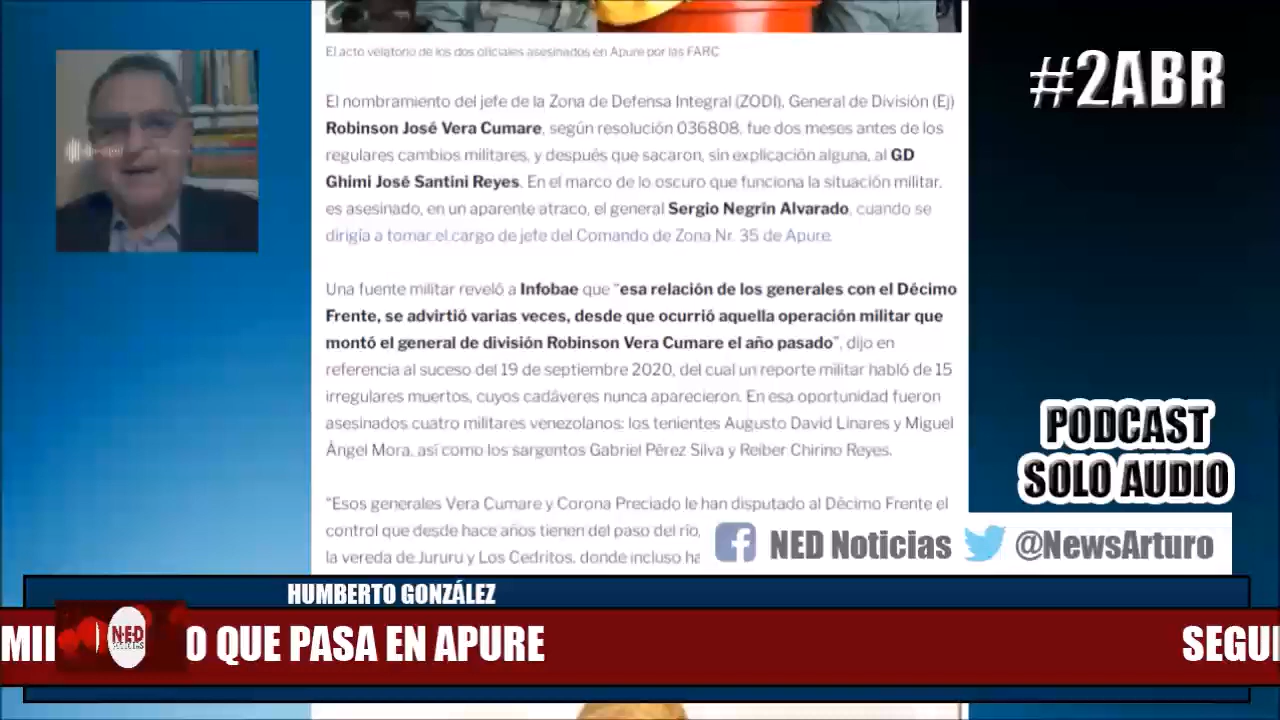 El acto velatorio de los dos oficiales asesinados en Apure por las FARC
#2ABR
El nombramiento del jefe de la Zona de Defensa Integral (ZODI), General de División (Ej)
Robinson José Vera Cumare, según resolución 036808, fue dos meses antes de los
regulares cambios militares, y después que sacaron, sin explicación alguna, al GD
Ghimi José Santini Reyes. En el marco de lo oscuro que funciona la situación militar,
es asesinado, en un aparente atraco, el general Sergio Negrín Alvarado, cuando se
dirigía a tomar el cargo de jefe del Comando de Zona Nr. 35 de Apure.
Una fuente militar reveló a Infobae que “esa relación de los generales con el Décimo
Frente, se advirtió varias veces, desde que ocurrió aquella operación militar que
montó el general de división Robinson Vera Cumare el año pasado”, dijo en
referencia al suceso del 19 de septiembre 2020, del cual un reporte militar habló de 15
irregulares muertos, cuyos cadáveres nunca aparecieron. En esa oportunidad fueron
asesinados cuatro militares venezolanos: los tenientes Augusto David Linares y Miguel
Ángel Mora, así como los sargentos Gabriel Pérez Silva y Reiber Chirino Reyes.
“Esos generales Vera Cumare y Corona Preciado le han disputado al Décimo Frente el
control que desde hace años tienen del paso del río,
la vereda de Jururu y Los Cedritos, donde incluso ha
PODCAST
SOLO AUDIO
NED Noticias @NewsArturo
HUMBERTO GONZÁLEZ
MII
NED
NOTICIAS
O QUE PASA EN APURE
SEGUI